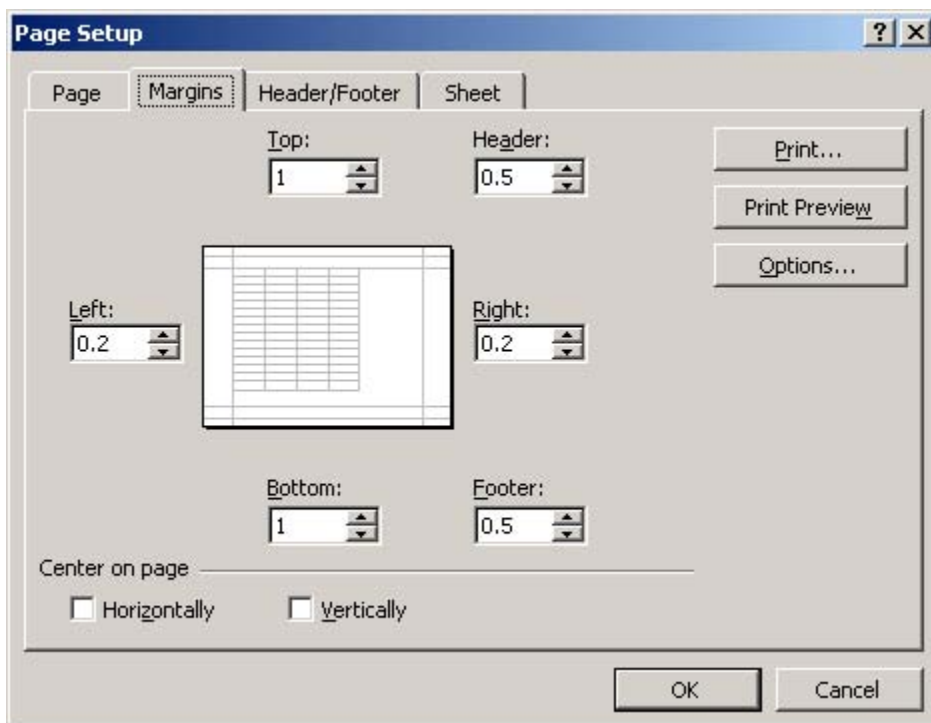 Page Setup
Page Margins Header/Footer Sheet
Top: Header:
1 0.5
Print...
Print Preview
Options...
Left: Right:
0.2 0.2
Bottom: Footer:
1 0.5
Center on page
Horizontally Vertically
OK Cancel